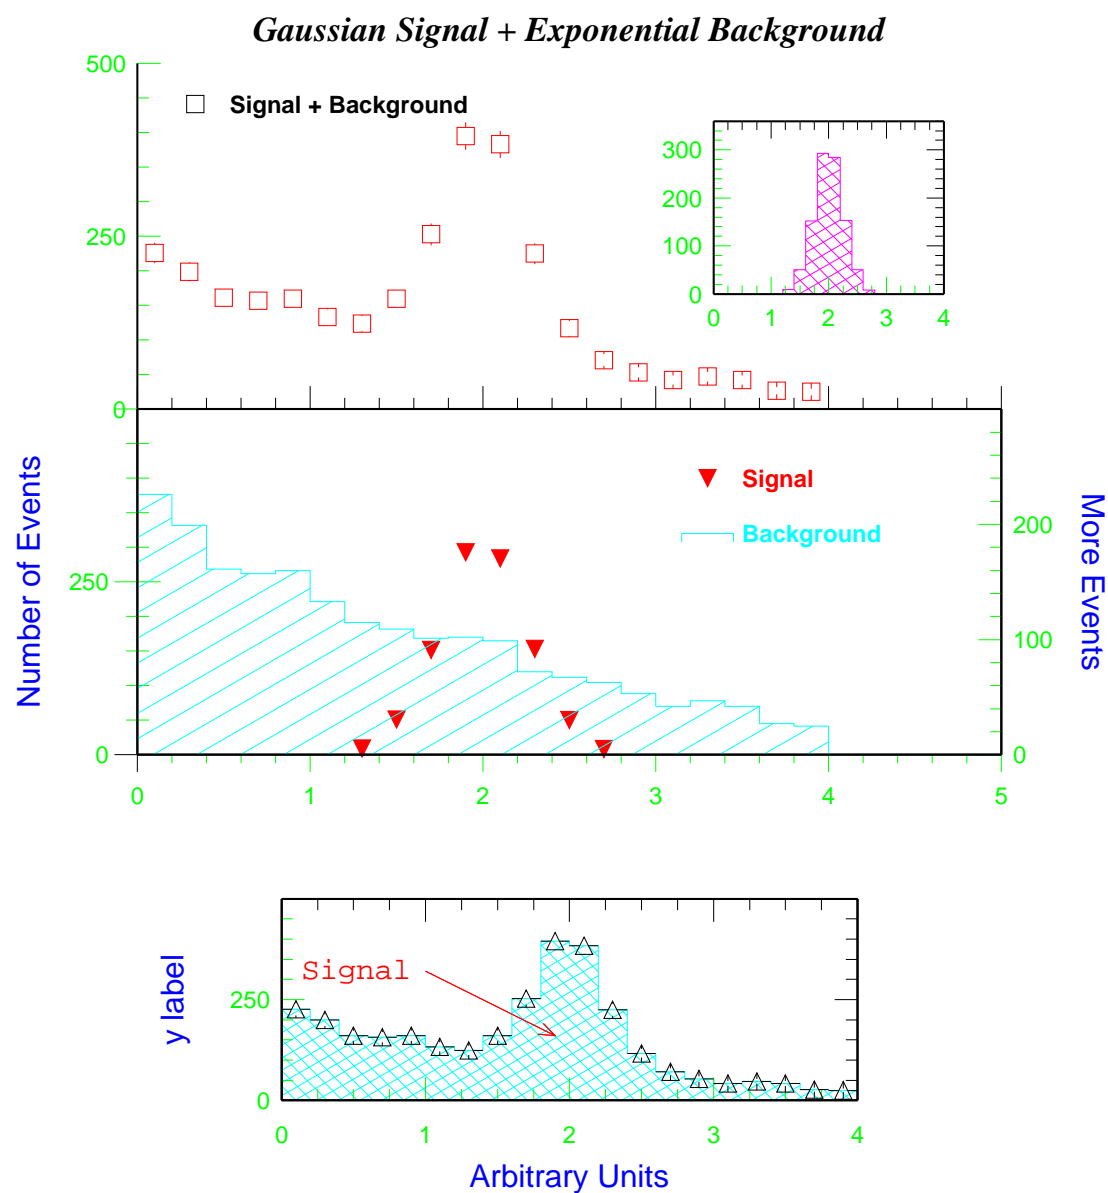 Gaussian Signal + Exponential Background
500
Signal + Background
250
0
300
200
100
0
0 1 2 3 4
Number of Events
250
0
Signal
Background
More Events
200
100
0
0 1 2 3 4 5
y label
250
0
Signal
0 1 2 3 4
Arbitrary Units